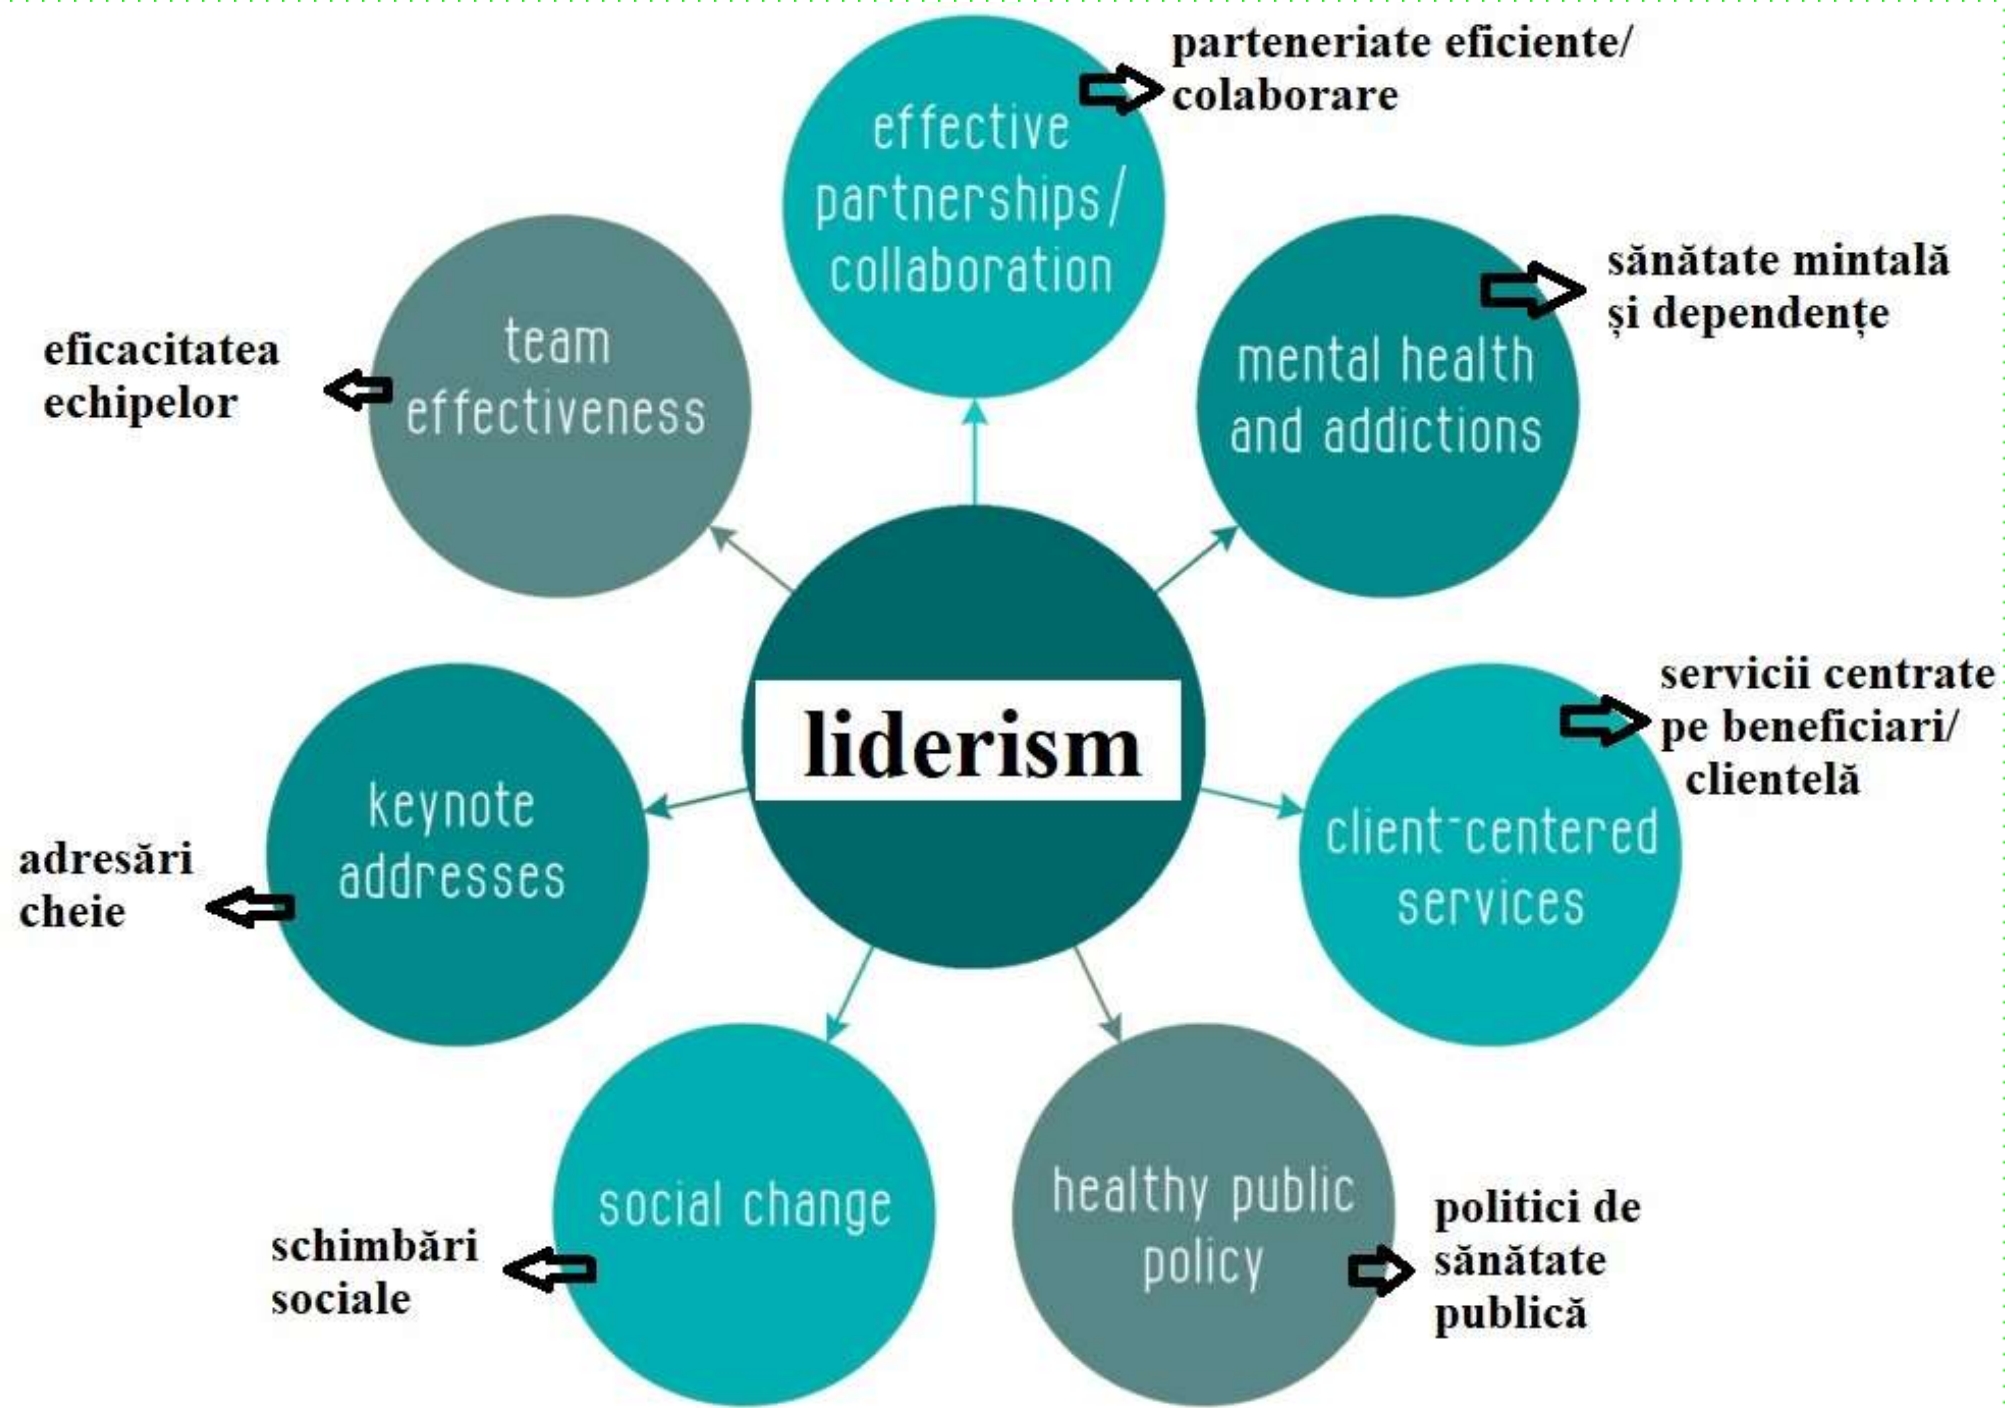 effective
partnerships/
collaboration
parteneriate eficiente/
colaborare
mental health
and addictions
sănătate mintală
și dependențe
client-centered
services
servicii centrate
pe beneficiari/
clientelă
healthy public
policy
politici de
sănătate
publică
social change
schimbări
sociale
keynote
addresses
adresări
cheie
team
effectiveness
eficacitatea
echipelor
liderism